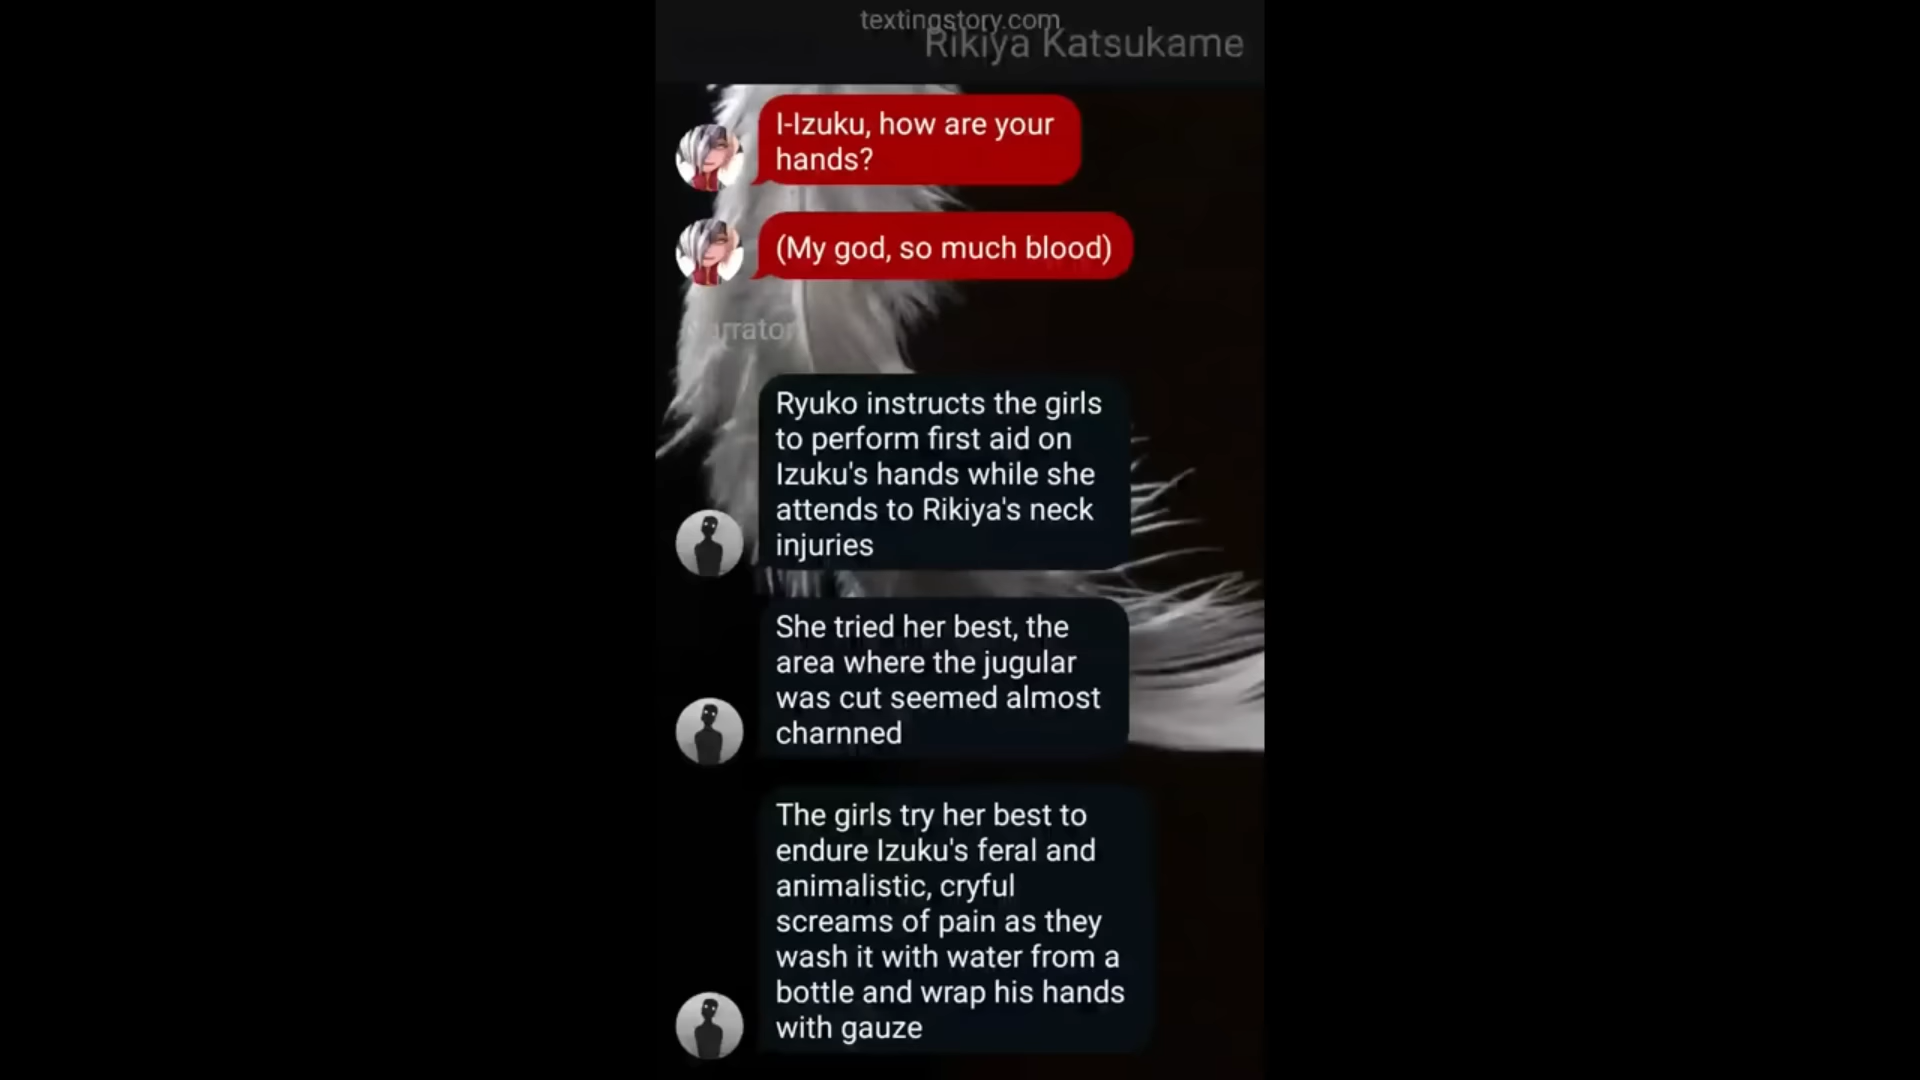 textingstory.com
Rikiya Katsukame
I-Izuku, how are your
hands?
(My god, so much blood)
Narrator
Ryuko instructs the girls
to perform first aid on
Izuku's hands while she
attends to Rikiya's neck
injuries
She tried her best, the
area where the jugular
was cut seemed almost
charnned
The girls try her best to
endure Izuku's feral and
animalistic, cryful
screams of pain as they
wash it with water from a
bottle and wrap his hands
with gauze